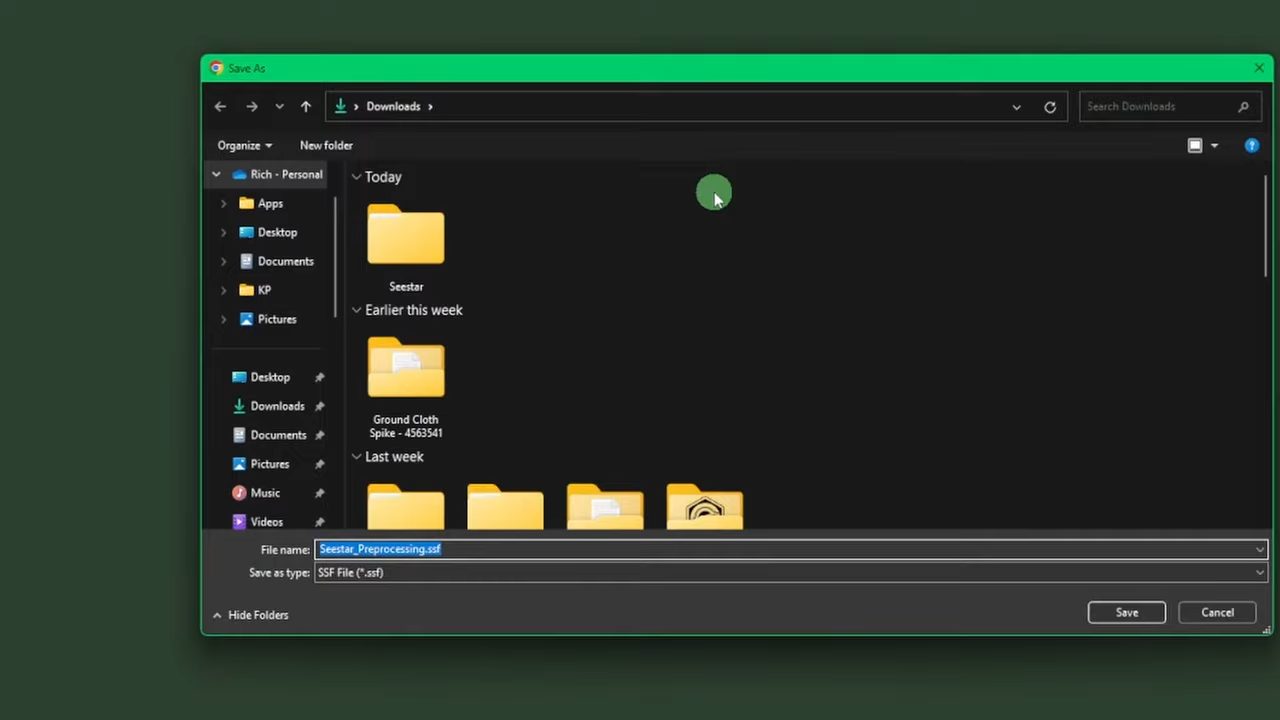 Save As
Downloads
Search Downloads
Organize
New folder
Rich - Personal
Apps
Desktop
Documents
KP
Pictures
Desktop
Downloads
Documents
Pictures
Music
Videos
Today
Seestar
Earlier this week
Ground Cloth
Spike - 4563541
Last week
File name: Seestar_Preprocessing.ssf
Save as type: SSF File (*.ssf)
Hide Folders
Save
Cancel